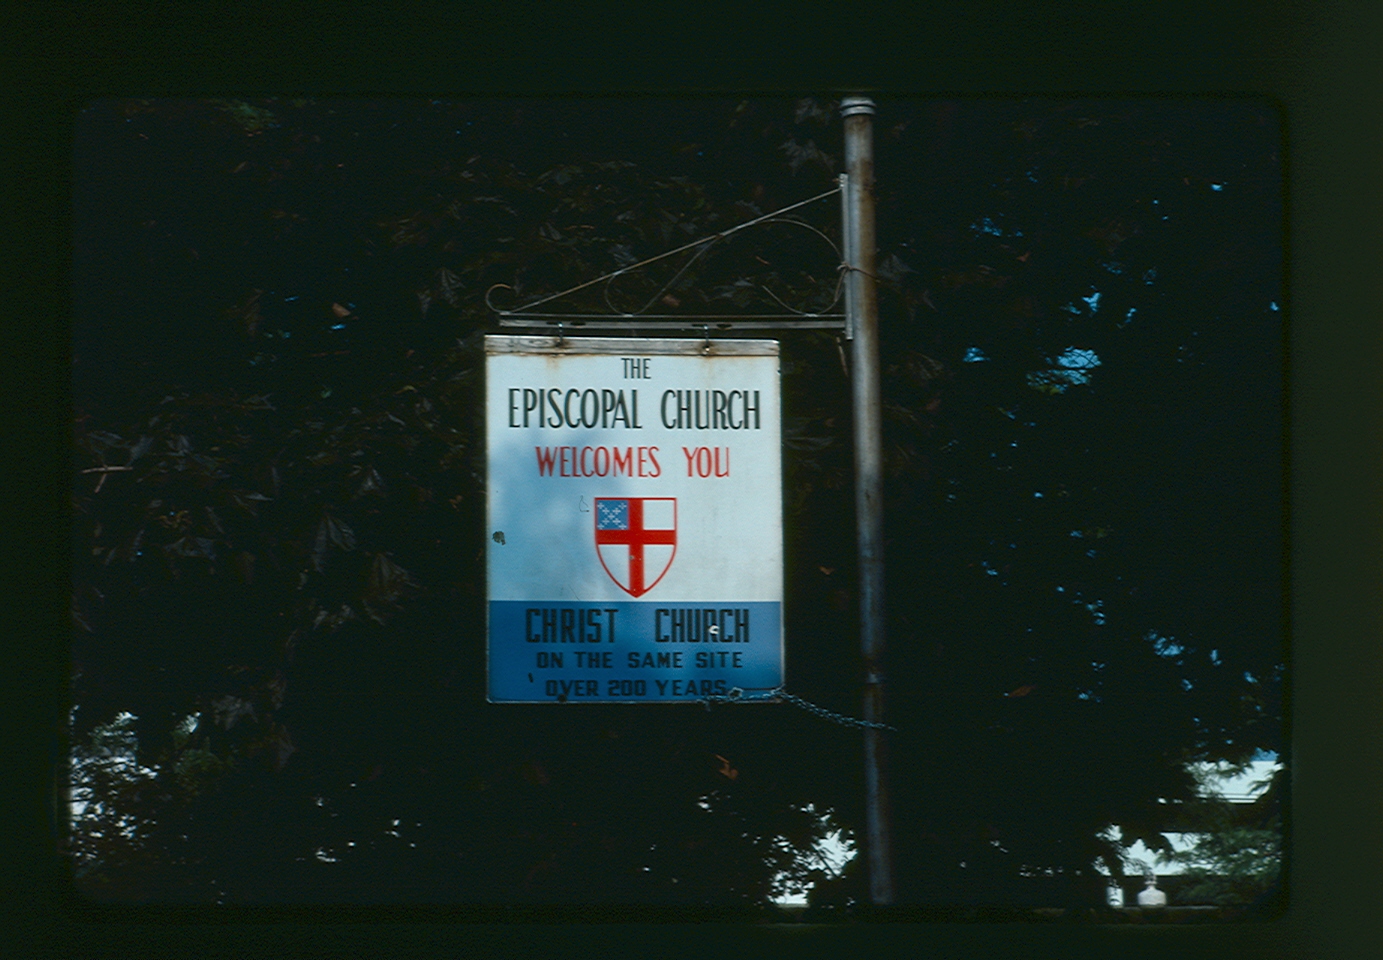 THE
EPISCOPAL CHURCH
WELCOMES YOU
CHRIST CHURCH
ON THE SAME SITE
OVER 200 YEARS